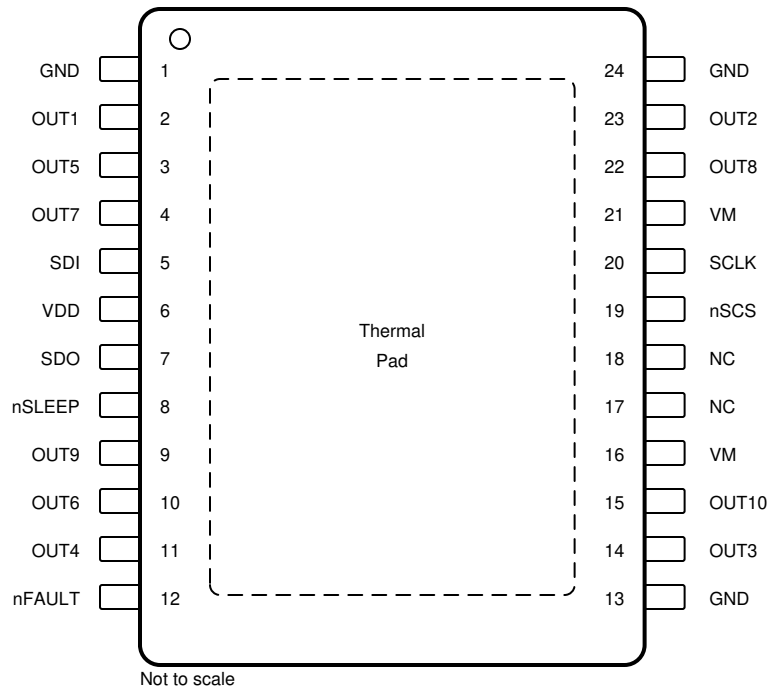 GND 1 24 GND
OUT1 2 23 OUT2
OUT5 3 22 OUT8
OUT7 4 21 VM
SDI 5 20 SCLK
VDD 6 19 nSCS
Thermal
Pad
SDO 7 18 NC
nSLEEP 8 17 NC
OUT9 9 16 VM
OUT6 10 15 OUT10
OUT4 11 14 OUT3
nFAULT 12 13 GND
Not to scale